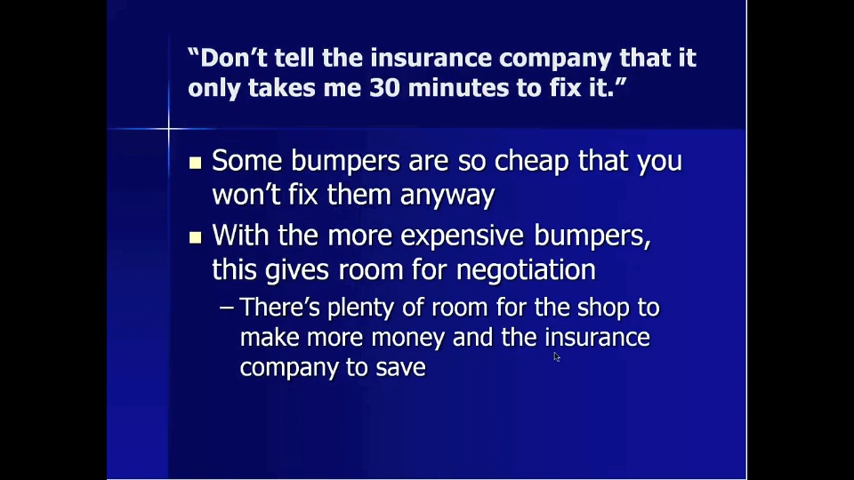 “Don’t tell the insurance company that it
only takes me 30 minutes to fix it.”
Some bumpers are so cheap that you
won’t fix them anyway
With the more expensive bumpers,
this gives room for negotiation
– There’s plenty of room for the shop to
make more money and the insurance
company to save